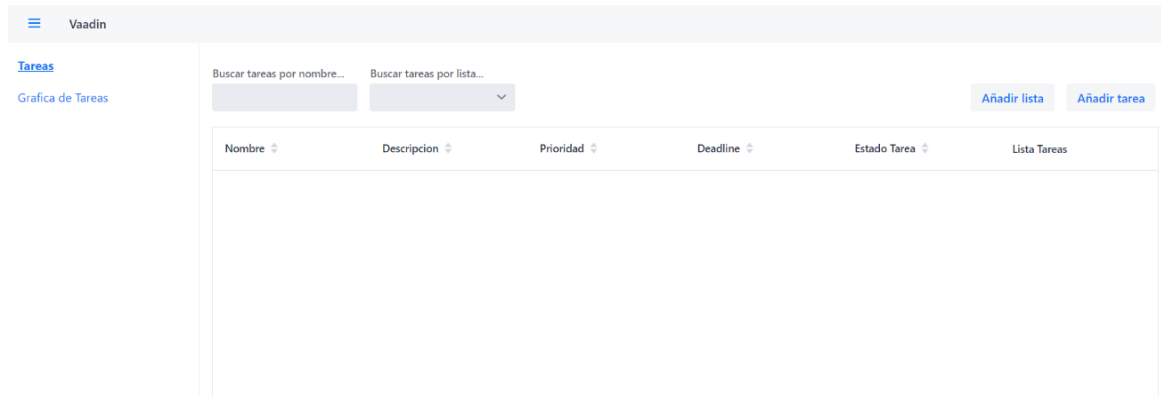 Vaadin
Tareas
Grafica de Tareas
Buscar tareas por nombre... Buscar tareas por lista...
Añadir lista Añadir tarea
Nombre Descripcion Prioridad Deadline Estado Tarea Lista Tareas